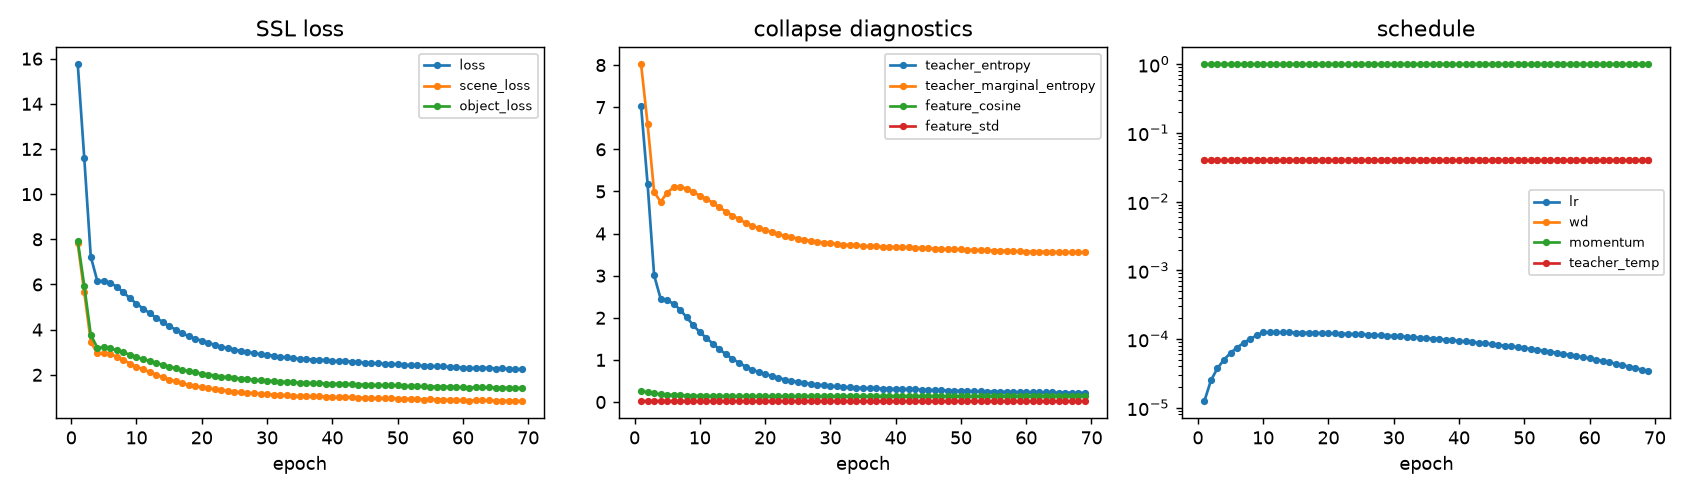 SSL loss
16
14
12
10
8
6
4
2
0
10
20
30
40
50
60
70
epoch
loss
scene_loss
object_loss
collapse diagnostics
8
7
6
5
4
3
2
1
0
0
10
20
30
40
50
60
70
epoch
teacher_entropy
teacher_marginal_entropy
feature_cosine
feature_std
schedule
10⁰
10⁻¹
10⁻²
10⁻³
10⁻⁴
10⁻⁵
0
10
20
30
40
50
60
70
epoch
lr
wd
momentum
teacher_temp